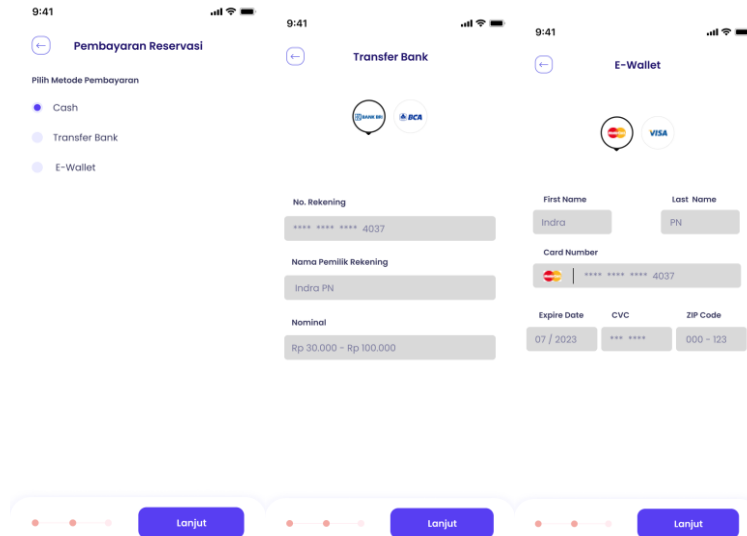 9:41
Pembayaran Reservasi
Pilih Metode Pembayaran
Cash
Transfer Bank
E-Wallet
Lanjut
9:41
Transfer Bank
BANK BRI
BCA
No. Rekening
**** **** **** 4037
Nama Pemilik Rekening
Indra PN
Nominal
Rp 30.000 - Rp 100.000
Lanjut
9:41
E-Wallet
VISA
First Name
Last Name
Indra
PN
Card Number
**** **** **** 4037
Expire Date
CVC
ZIP Code
07 / 2023
*** ****
000 - 123
Lanjut